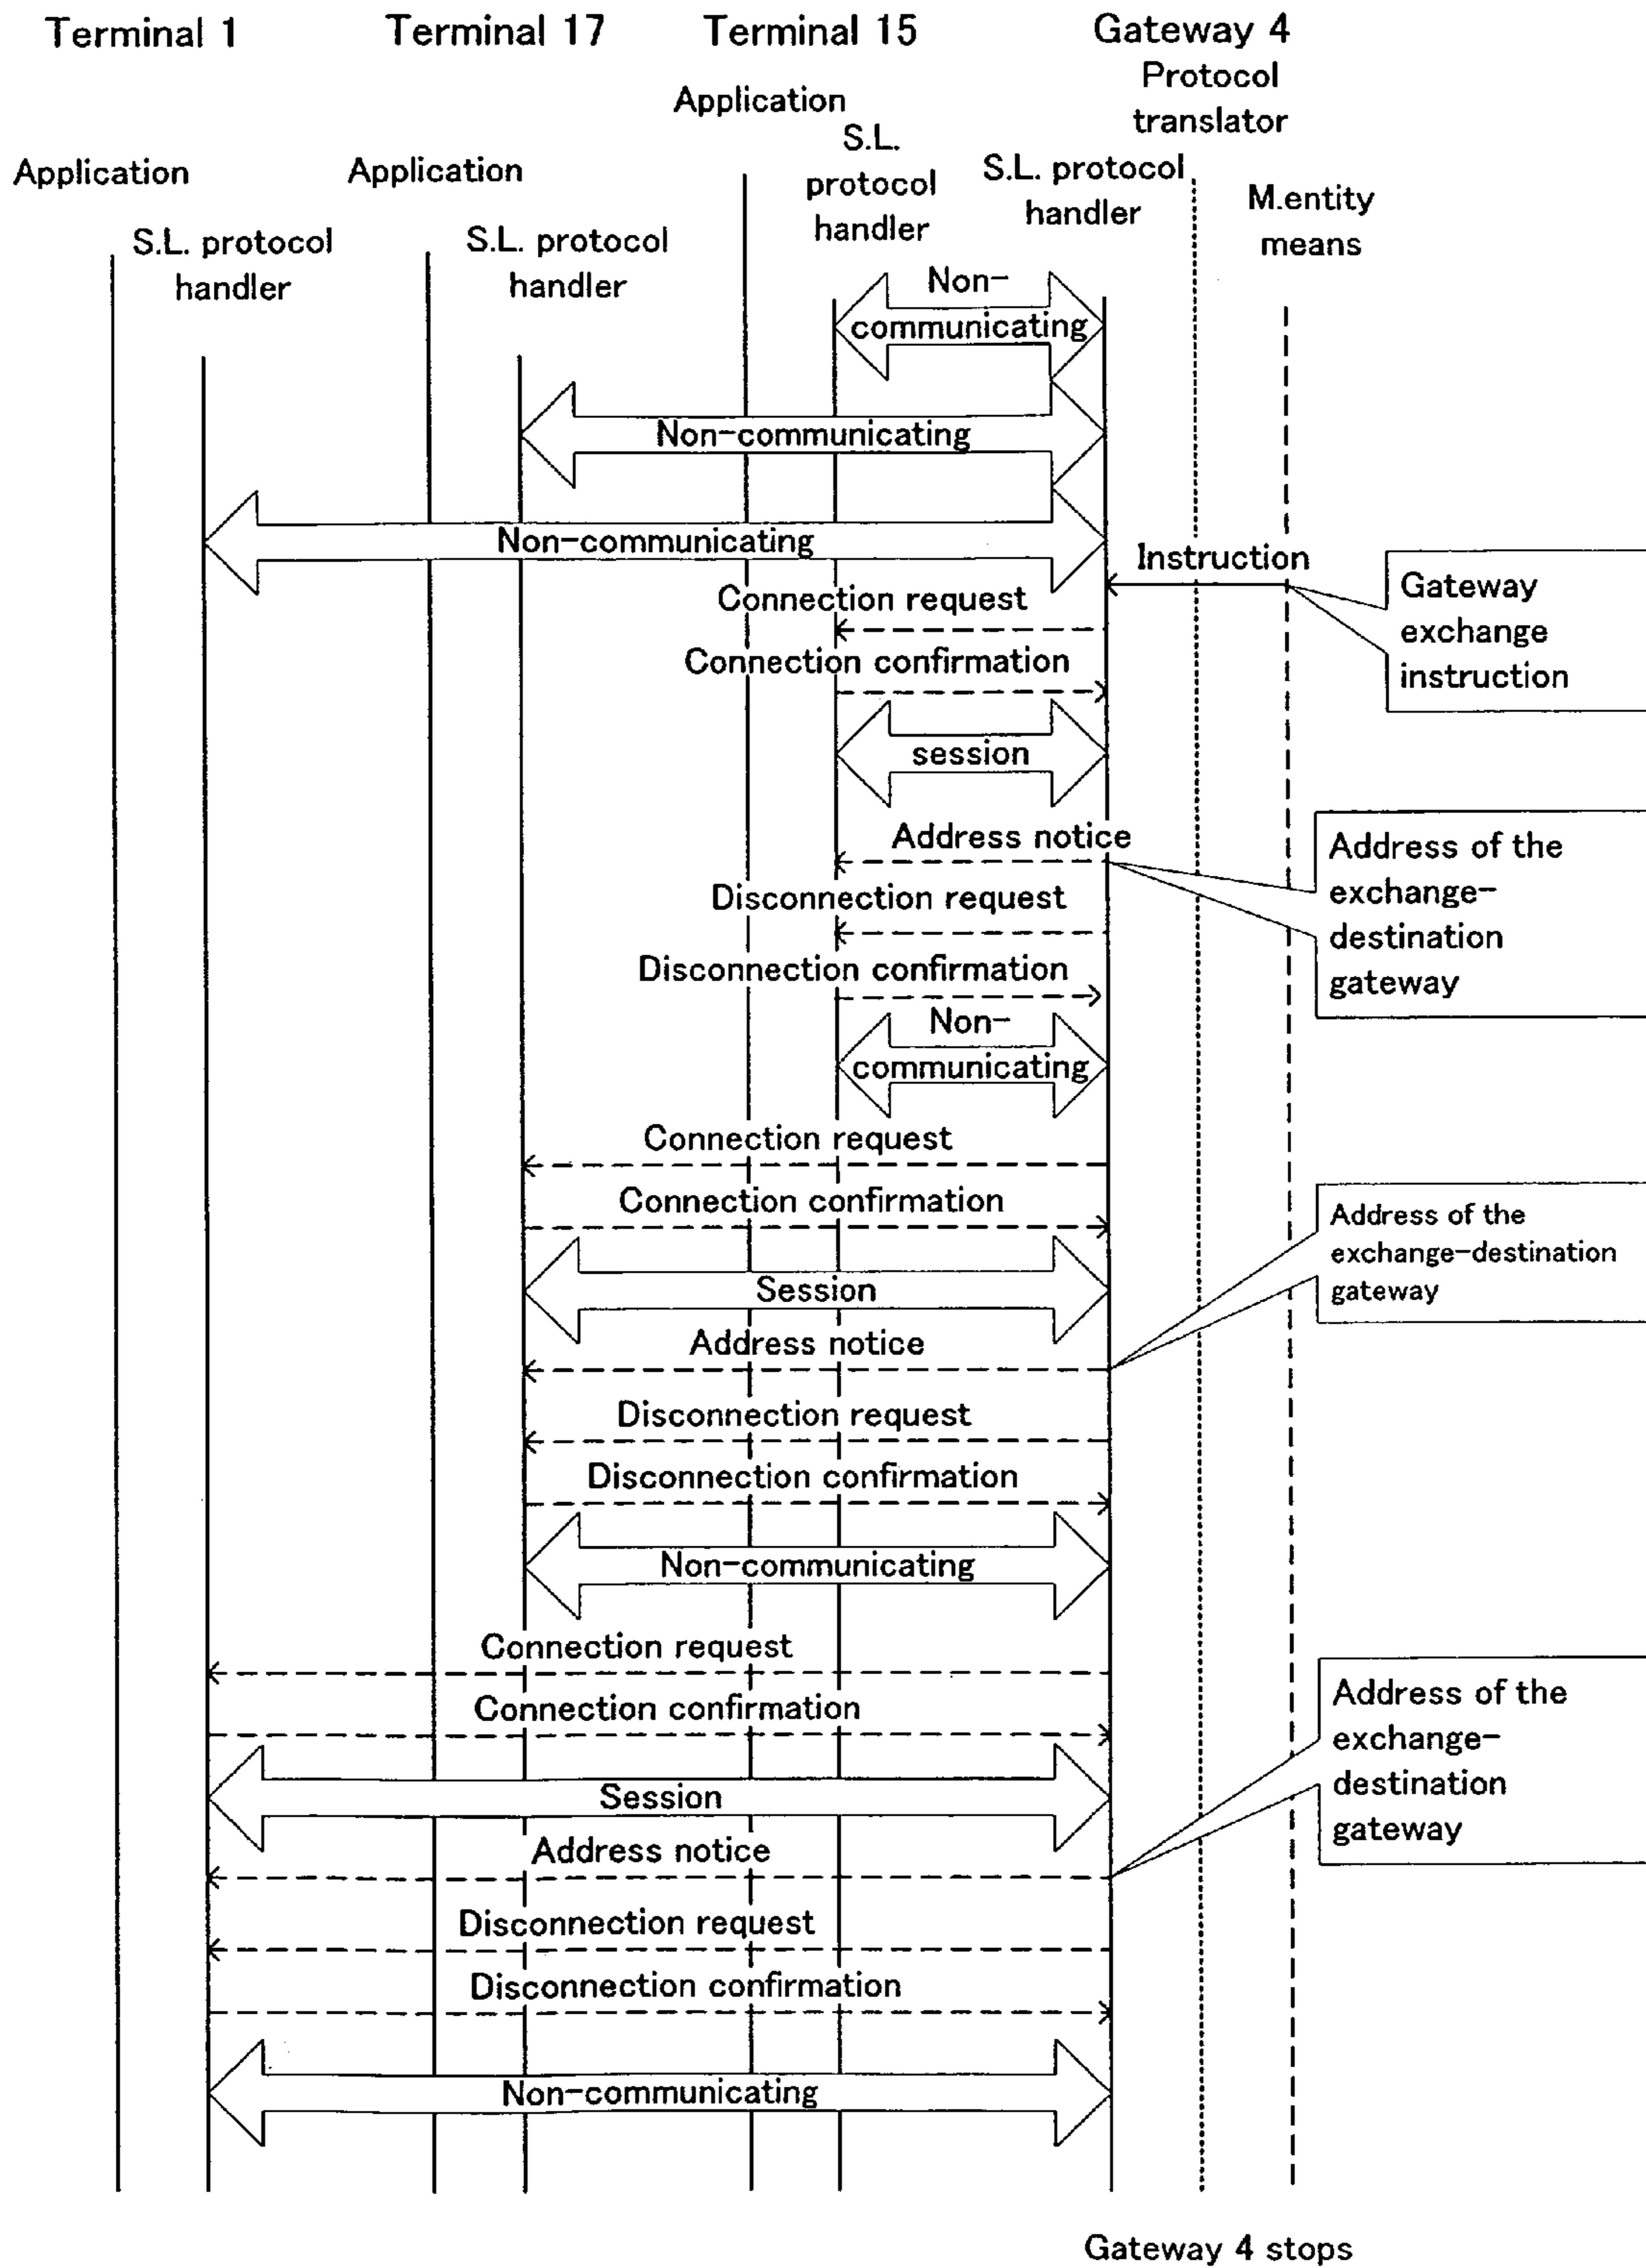 Terminal 1
Terminal 17
Terminal 15
Gateway 4
Protocol
translator
Application
S.L.
protocol
handler
S.L. protocol
handler
M.entity
means
Application
Application
S.L. protocol
handler
S.L. protocol
handler
Non-
communicating
Non-communicating
Non-communicating
Instruction
Gateway
exchange
instruction
Connection request
Connection confirmation
session
Address notice
Address of the
exchange-
destination
gateway
Disconnection request
Disconnection confirmation
Non-
communicating
Connection request
Connection confirmation
Address of the
exchange-destination
gateway
Session
Address notice
Disconnection request
Disconnection confirmation
Non-communicating
Connection request
Connection confirmation
Address of the
exchange-
destination
gateway
Session
Address notice
Disconnection request
Disconnection confirmation
Non-communicating
Gateway 4 stops